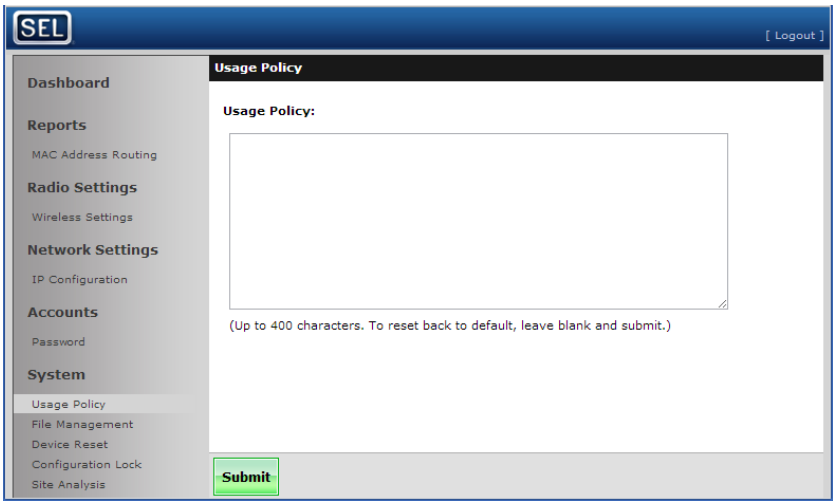 SEL
[ Logout ]
Dashboard
Reports
MAC Address Routing
Radio Settings
Wireless Settings
Network Settings
IP Configuration
Accounts
Password
System
Usage Policy
File Management
Device Reset
Configuration Lock
Site Analysis
Usage Policy
Usage Policy:
(Up to 400 characters. To reset back to default, leave blank and submit.)
Submit